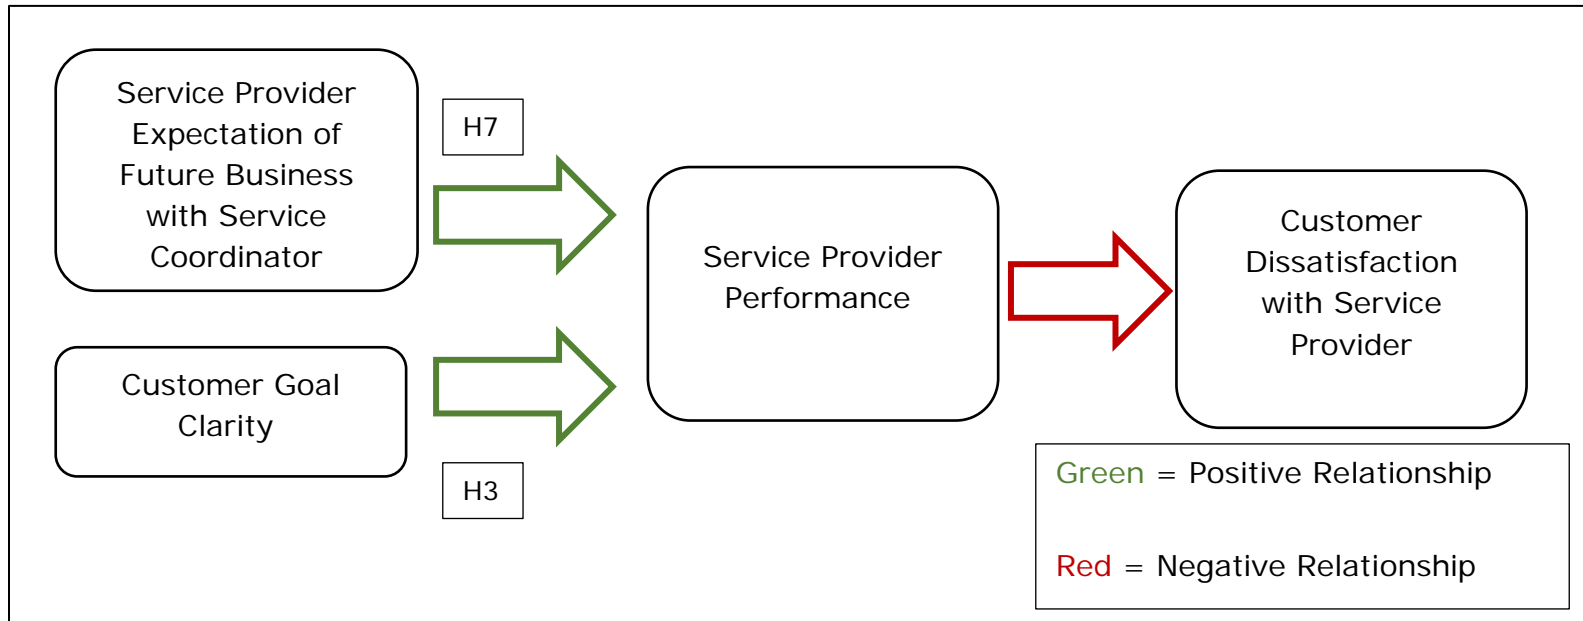 Service Provider
Expectation of
Future Business
with Service
Coordinator
H7
Customer Goal
Clarity
H3
Service Provider
Performance
Customer
Dissatisfaction
with Service
Provider
Green = Positive Relationship
Red = Negative Relationship